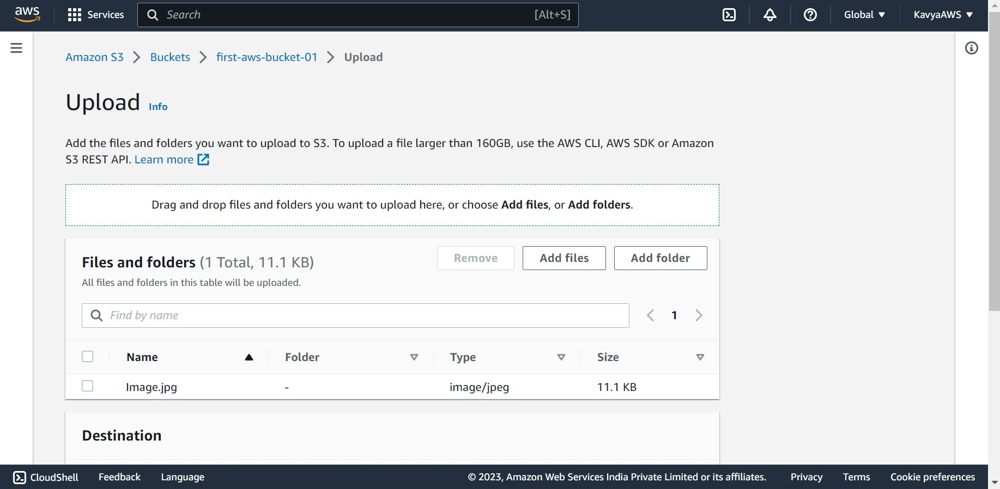 aws
Services
Search
[Alt+S]
Global
KavyaAWS
Amazon S3
Buckets
first-aws-bucket-01
Upload
Upload
Info
Add the files and folders you want to upload to S3. To upload a file larger than 160GB, use the AWS CLI, AWS SDK or Amazon
S3 REST API. Learn more
Drag and drop files and folders you want to upload here, or choose Add files, or Add folders.
Files and folders (1 Total, 11.1 KB)
Remove
Add files
Add folder
All files and folders in this table will be uploaded.
Find by name
1
Name
Folder
Type
Size
Image.jpg
-
image/jpeg
11.1 KB
Destination
CloudShell
Feedback
Language
© 2023, Amazon Web Services India Private Limited or its affiliates.
Privacy
Terms
Cookie preferences